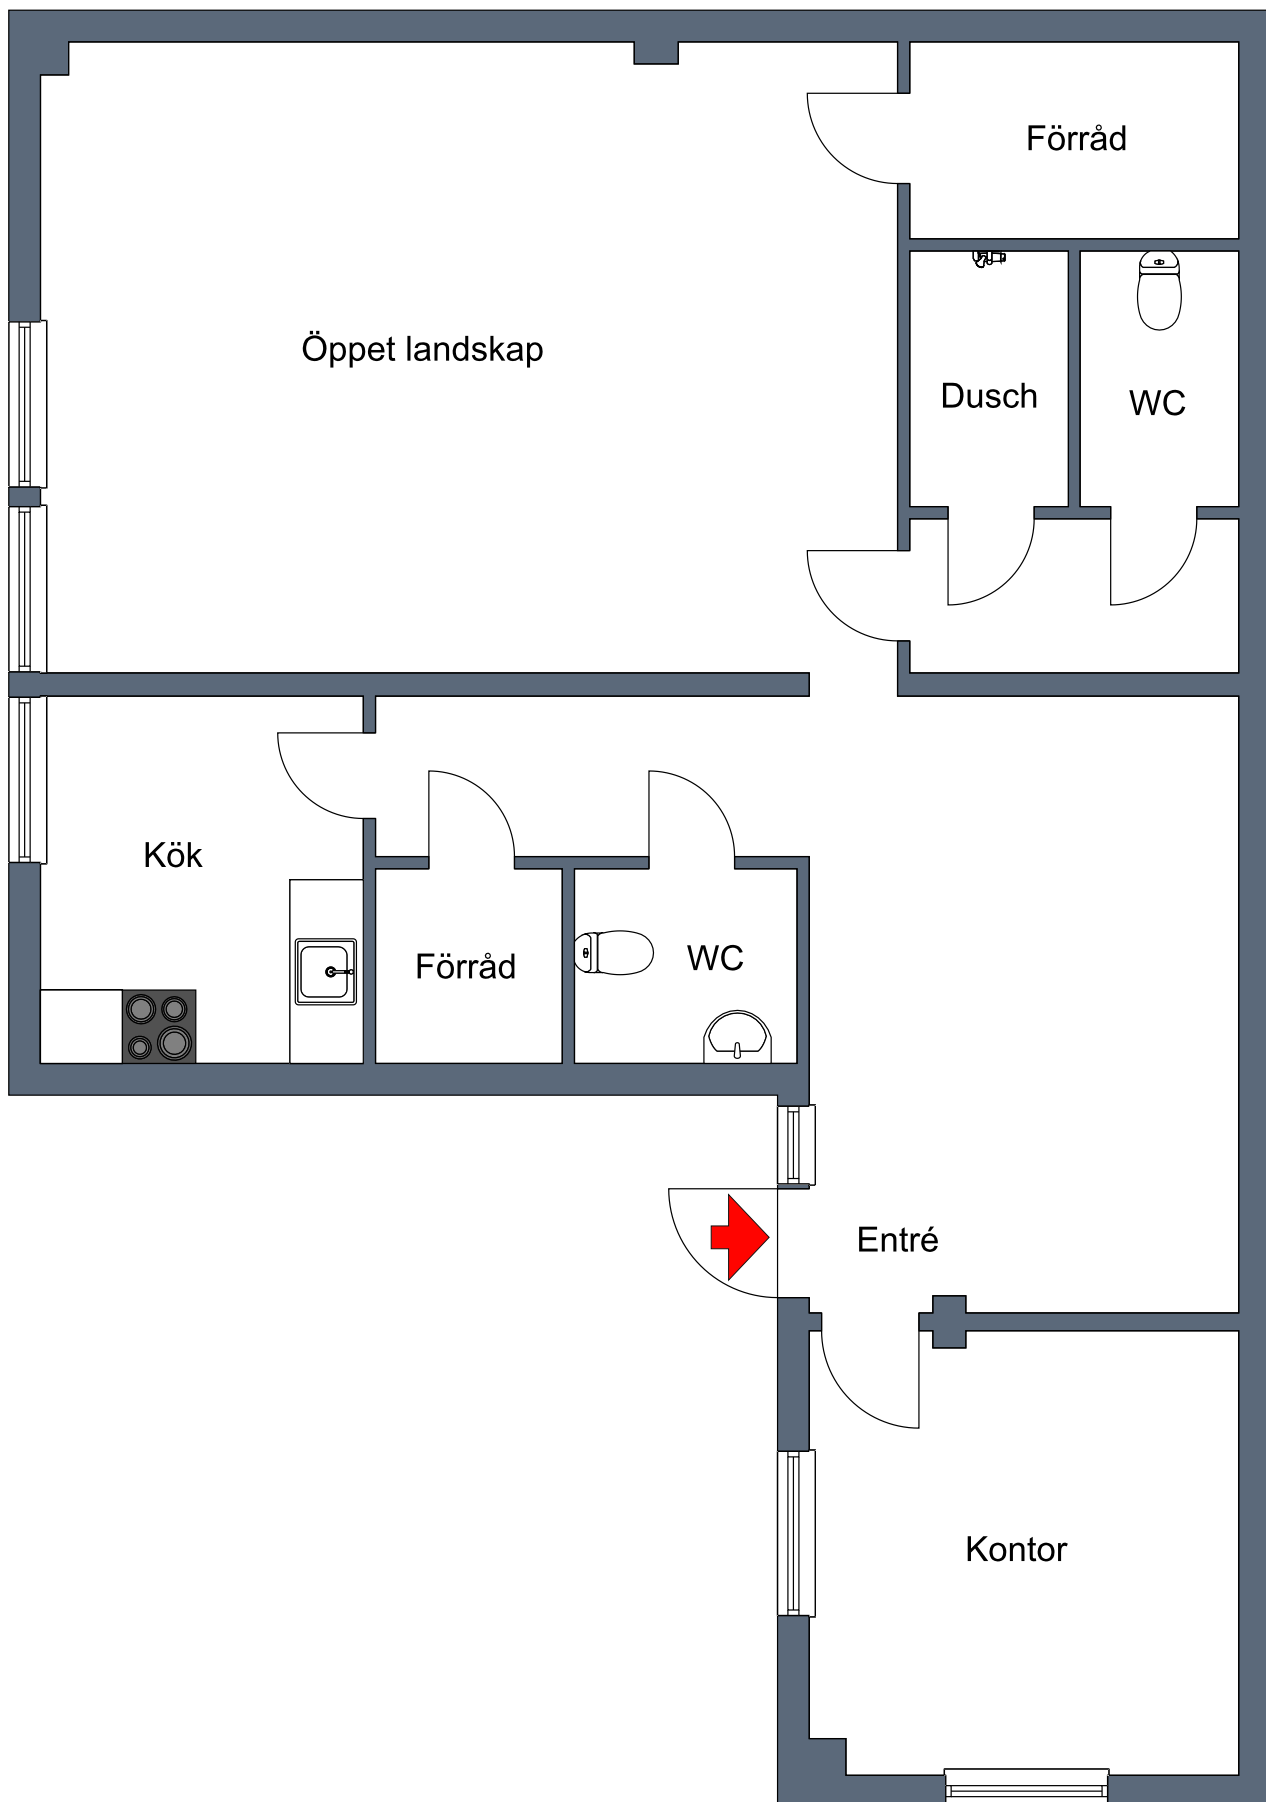 Förråd
Öppet landskap
Dusch
WC
Kök
Förråd
WC
Entré
Kontor